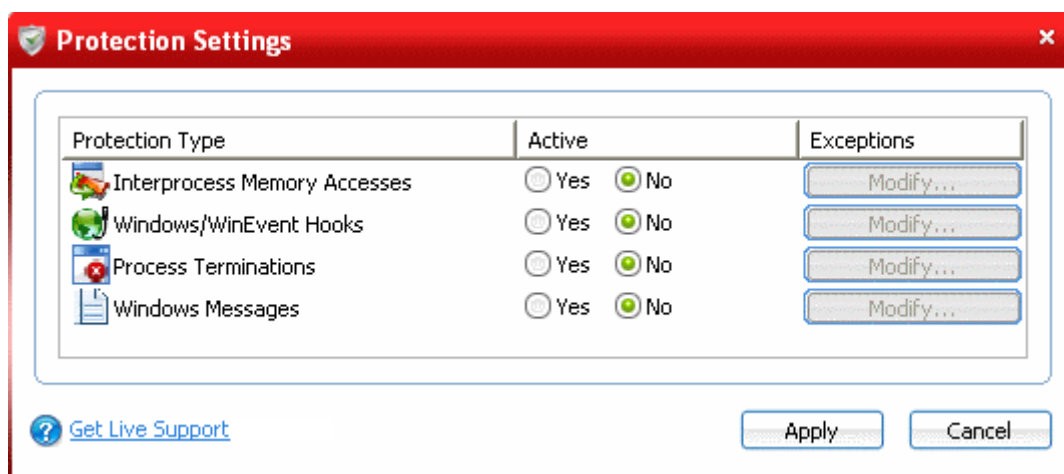 Protection Settings
Protection Type Active Exceptions
Interprocess Memory Accesses Yes No Modify...
Windows/WinEvent Hooks Yes No Modify...
Process Terminations Yes No Modify...
Windows Messages Yes No Modify...
Get Live Support Apply Cancel